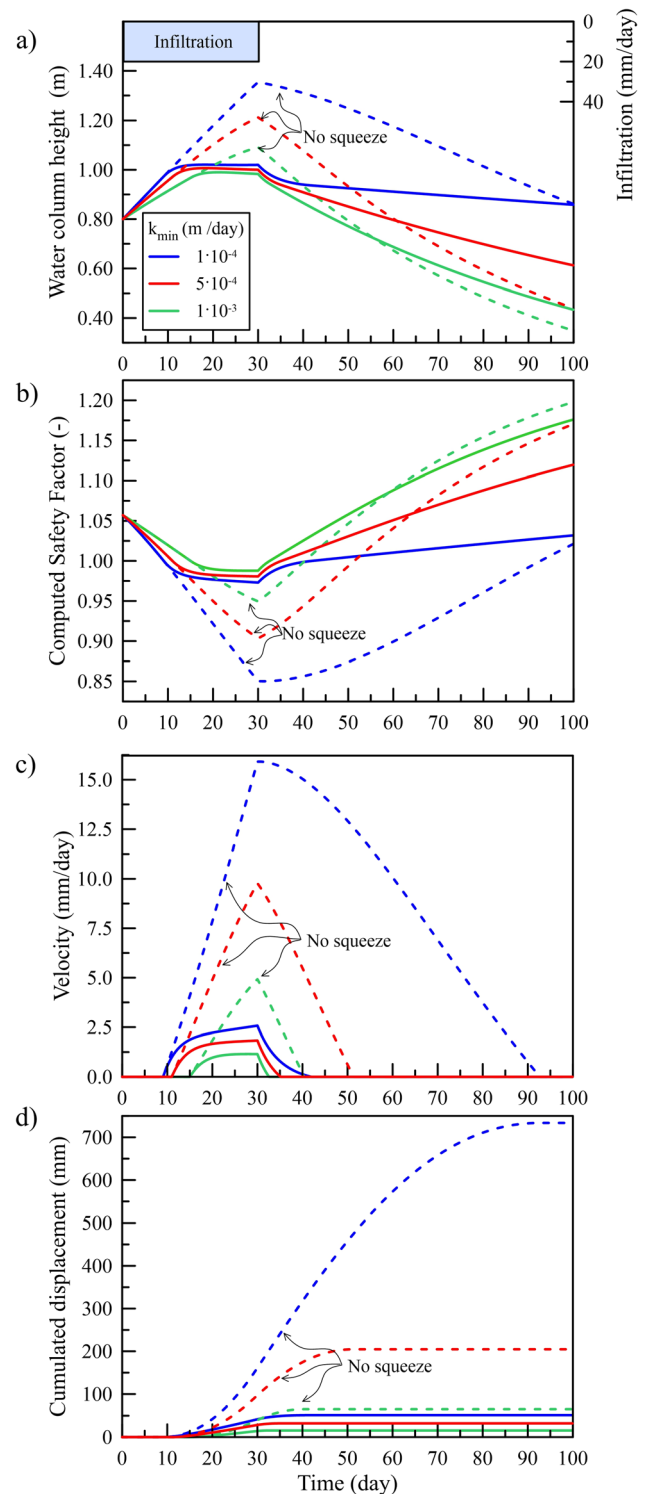 a)
Infiltration
0
20
40
Infiltration (mm/day)
Water column height (m)
1.40
1.20
1.00
0.80
0.60
0.40
No squeeze
kmin (m /day)
1·10-4
5·10-4
1·10-3
0 10 20 30 40 50 60 70 80 90 100
b)
Computed Safety Factor (-)
1.20
1.15
1.10
1.05
1.00
0.95
0.90
0.85
No squeeze
0 10 20 30 40 50 60 70 80 90 100
c)
Velocity (mm/day)
15.0
12.5
10.0
7.5
5.0
2.5
0.0
No squeeze
0 10 20 30 40 50 60 70 80 90 100
d)
Cumulated displacement (mm)
700
600
500
400
300
200
100
0
No squeeze
0 10 20 30 40 50 60 70 80 90 100
Time (day)